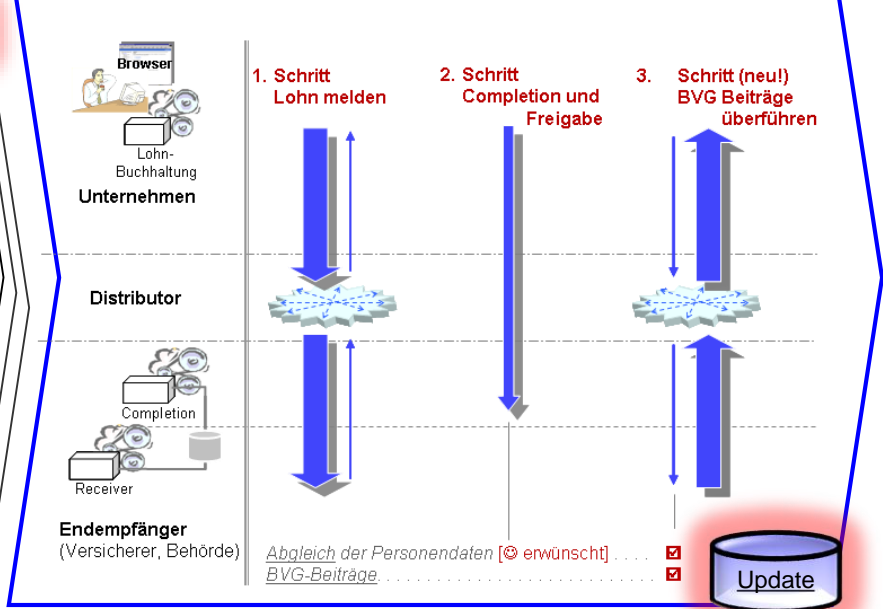 Browser
Lohn-
Buchhaltung
Unternehmen
1. Schritt
Lohn melden
2. Schritt
Completion und
Freigabe
3. Schritt (neu!)
BVG Beiträge
überführen
Distributor
Completion
Receiver
Endempfänger
(Versicherer, Behörde)
Abgleich der Personendaten [☺ erwünscht] . . . . ☑
BVG-Beiträge. . . . . . . . . . . . . . . . . . . . . . . . . . . . ☑
Update